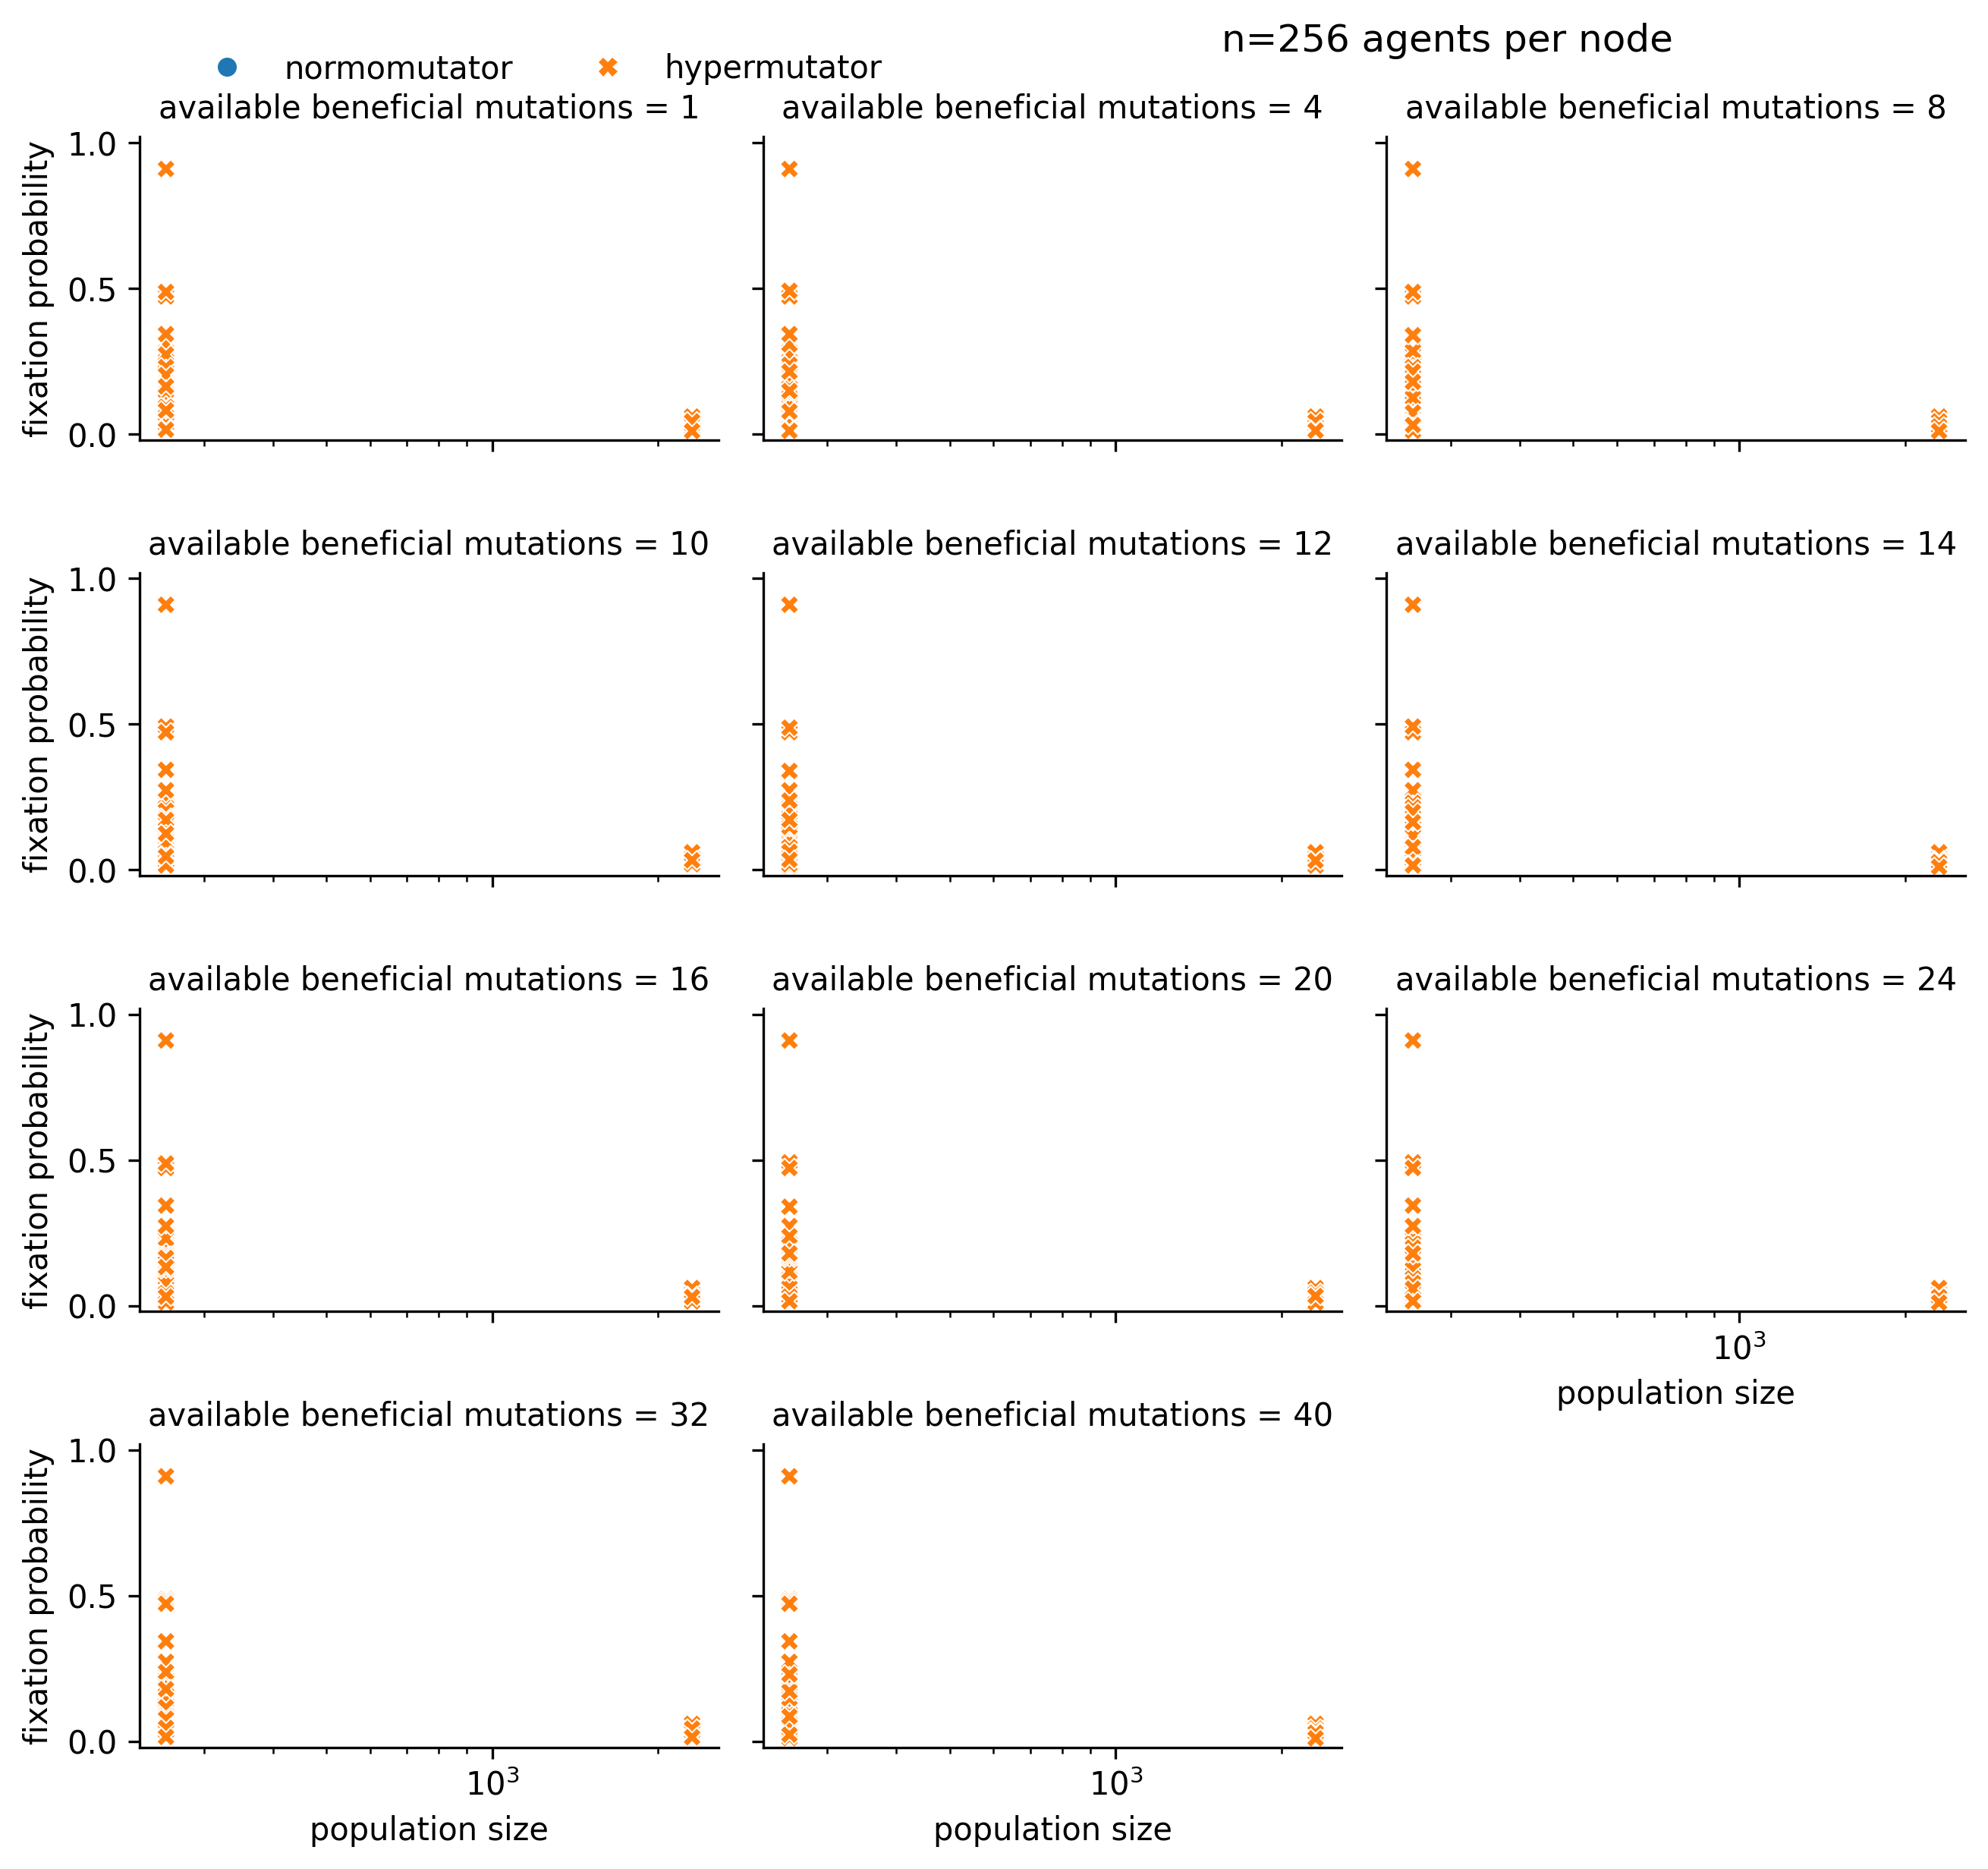 n=256 agents per node
normomutator hypermutator
available beneficial mutations = 1 available beneficial mutations = 4 available beneficial mutations = 8
fixation probability
1.0
0.5
0.0
available beneficial mutations = 10 available beneficial mutations = 12 available beneficial mutations = 14
fixation probability
1.0
0.5
0.0
available beneficial mutations = 16 available beneficial mutations = 20 available beneficial mutations = 24
fixation probability
1.0
0.5
0.0
10³
population size
available beneficial mutations = 32 available beneficial mutations = 40
fixation probability
1.0
0.5
0.0
10³ 10³
population size population size